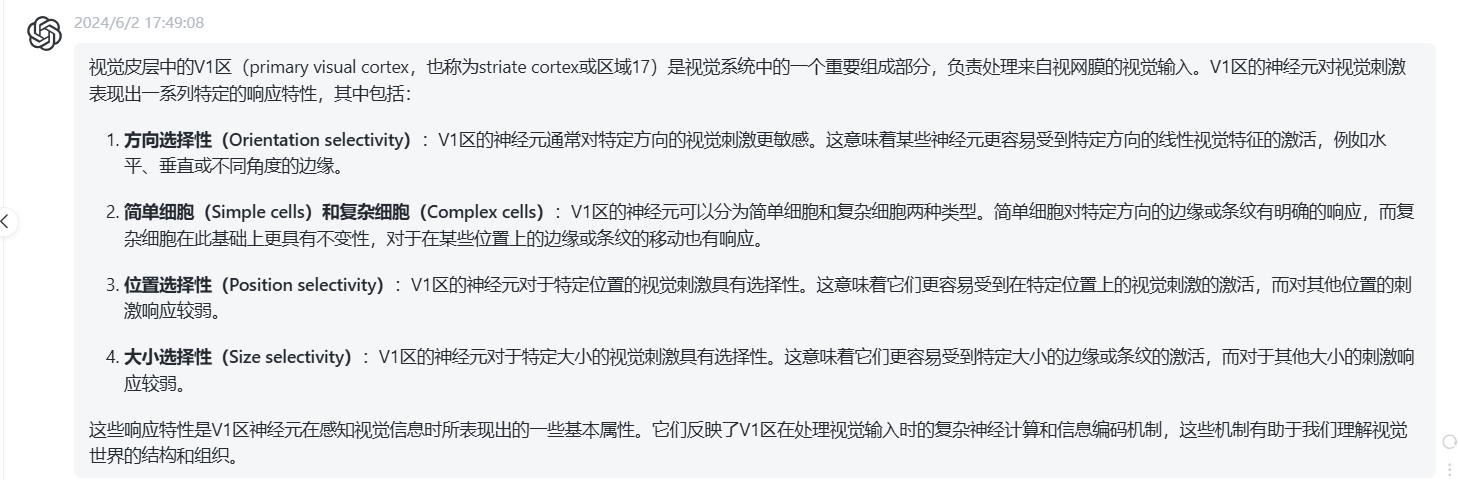 2024/6/2 17:49:08
视觉皮层中的V1区（primary visual cortex，也称为striate cortex或区域17）是视觉系统中的一个重要组成部分，负责处理来自视网膜的视觉输入。V1区的神经元对视觉刺激
表现出一系列特定的响应特性，其中包括：
1. 方向选择性（Orientation selectivity）：V1区的神经元通常对特定方向的视觉刺激更敏感。这意味着某些神经元更容易受到特定方向的线性视觉特征的激活，例如水
平、垂直或不同角度的边缘。
2. 简单细胞（Simple cells）和复杂细胞（Complex cells）：V1区的神经元可以分为简单细胞和复杂细胞两种类型。简单细胞对特定方向的边缘或条纹有明确的响应，而复
杂细胞在此基础上更具有不变性，对于在某些位置上的边缘或条纹的移动也有响应。
3. 位置选择性（Position selectivity）：V1区的神经元对于特定位置的视觉刺激具有选择性。这意味着它们更容易受到在特定位置上的视觉刺激的激活，而对其他位置的刺
激响应较弱。
4. 大小选择性（Size selectivity）：V1区的神经元对于特定大小的视觉刺激具有选择性。这意味着它们更容易受到特定大小的边缘或条纹的激活，而对于其他大小的刺激响
应较弱。
这些响应特性是V1区神经元在感知视觉信息时所表现出的一些基本属性。它们反映了V1区在处理视觉输入时的复杂神经计算和信息编码机制，这些机制有助于我们理解视觉
世界的结构和组织。